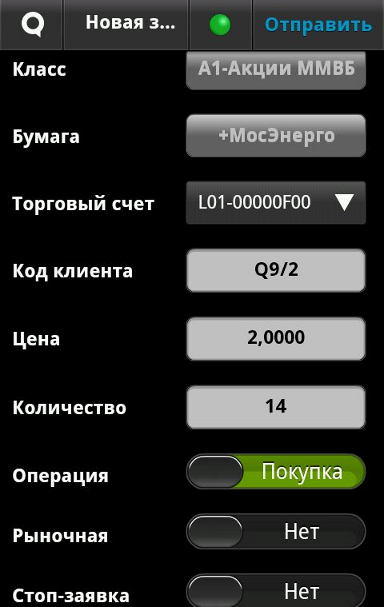 Новая з...
Отправить
Класс
А1-Акции ММВБ
Бумага
+МосЭнерго
Торговый счет
L01-00000F00
Код клиента
Q9/2
Цена
2,0000
Количество
14
Операция
Покупка
Рыночная
Нет
Стоп-заявка
Нет